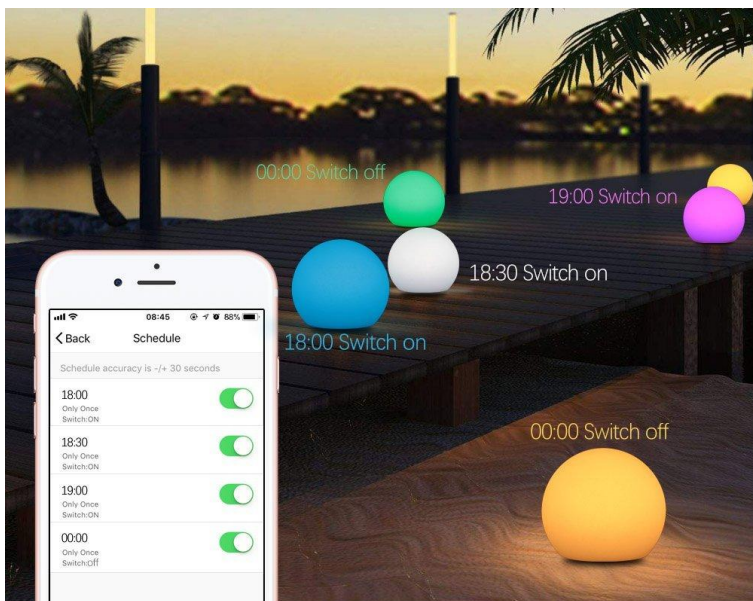 00:00 Switch off
19:00 Switch on
18:30 Switch on
18:00 Switch on
00:00 Switch off
08:45
88%
Back
Schedule
Schedule accuracy is -/+ 30 seconds
18:00
Only Once
Switch:ON
18:30
Only Once
Switch:ON
19:00
Only Once
Switch:ON
00:00
Only Once
Switch:Off